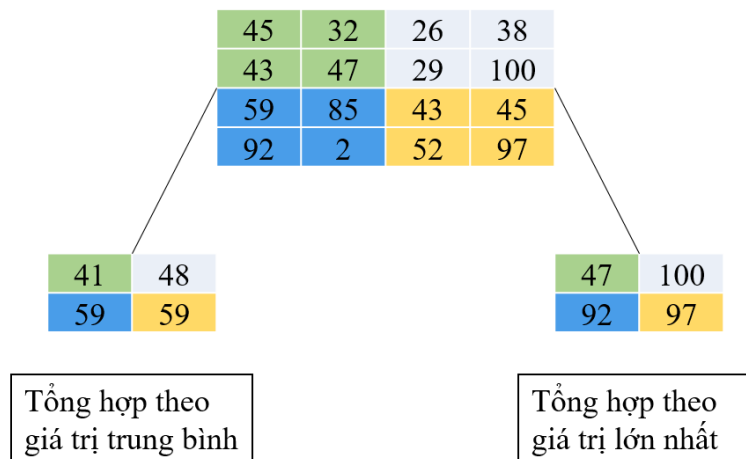 45 32 26 38
43 47 29 100
59 85 43 45
92 2 52 97
41 48
59 59
47 100
92 97
Tổng hợp theo
giá trị trung bình
Tổng hợp theo
giá trị lớn nhất